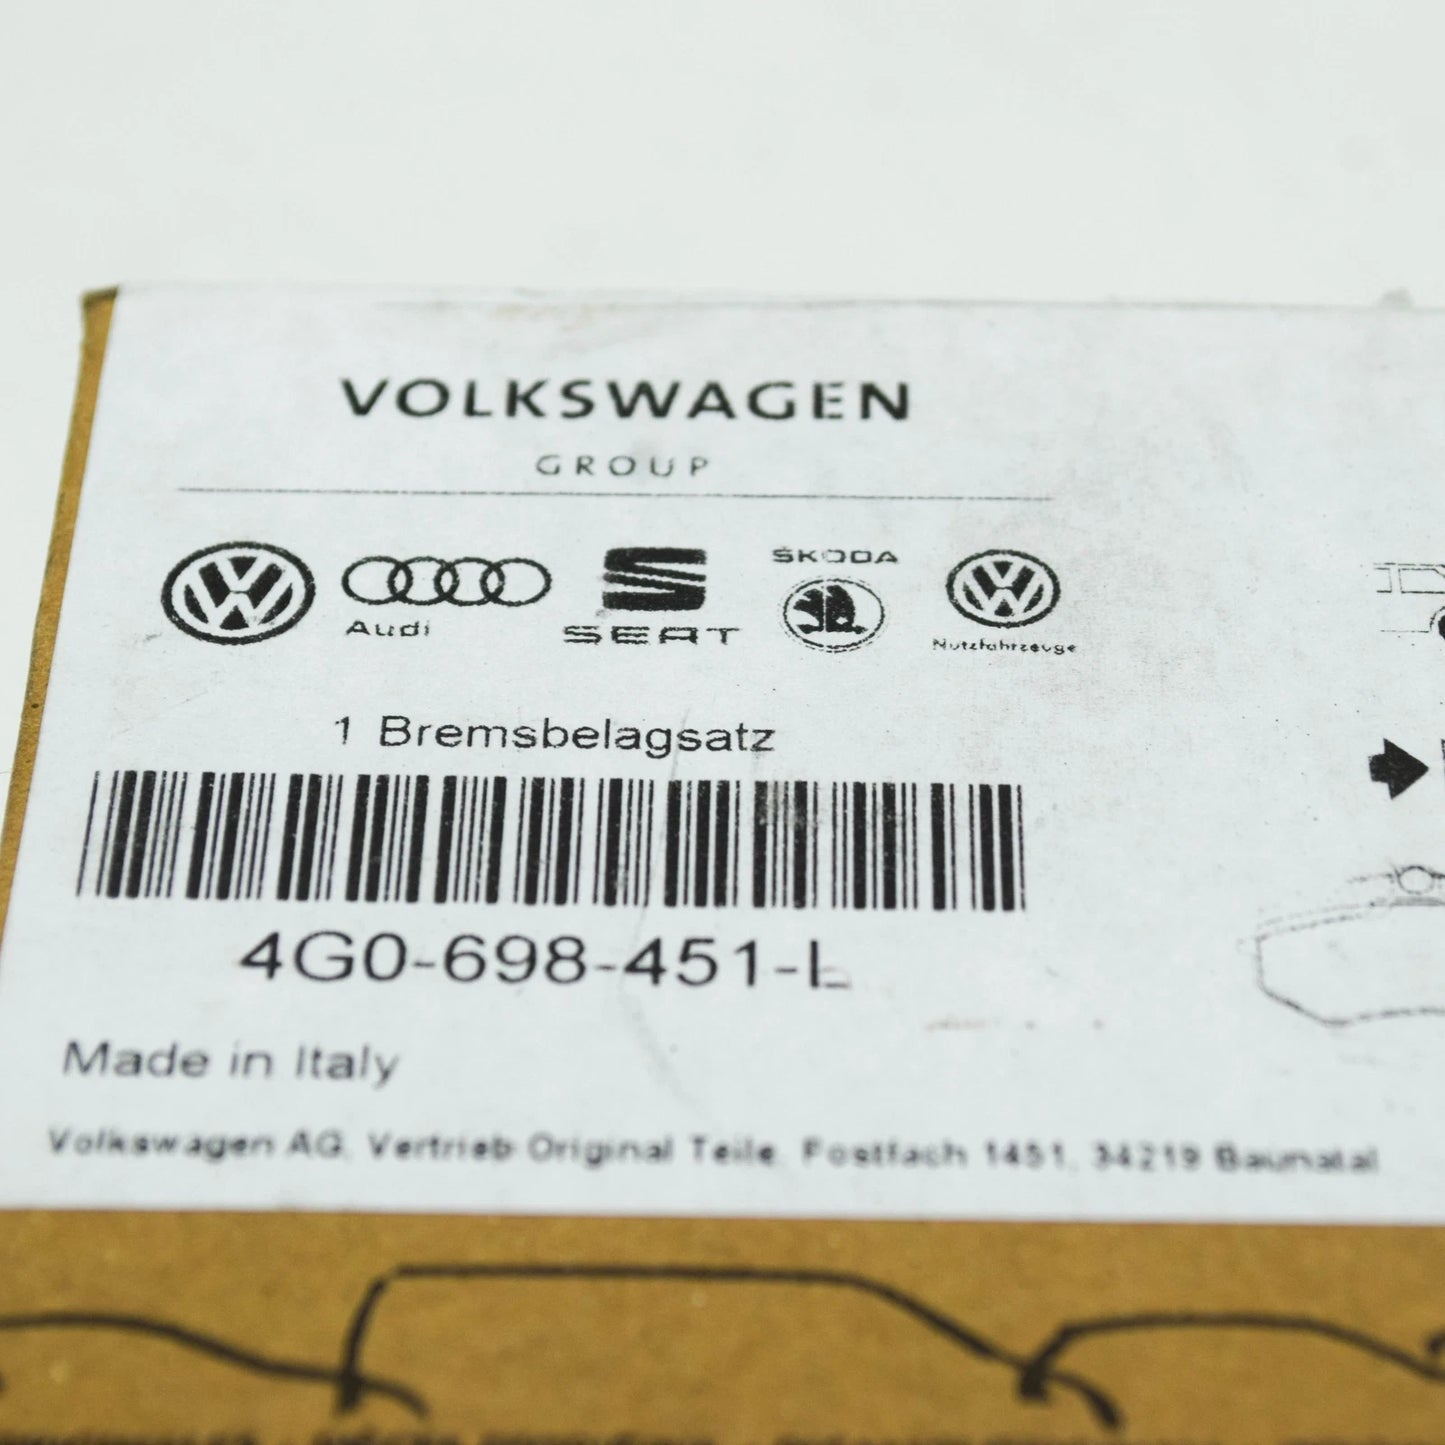 VOLKSWAGEN
GROUP
Audi
SEAT
ŠKODA
Nutzfahrzeuge
1 Bremsbelagsatz
4G0-698-451-L
Made in Italy
Volkswagen AG, Vertrieb Original Teile, Postfach 1451, 34219 Baunatal